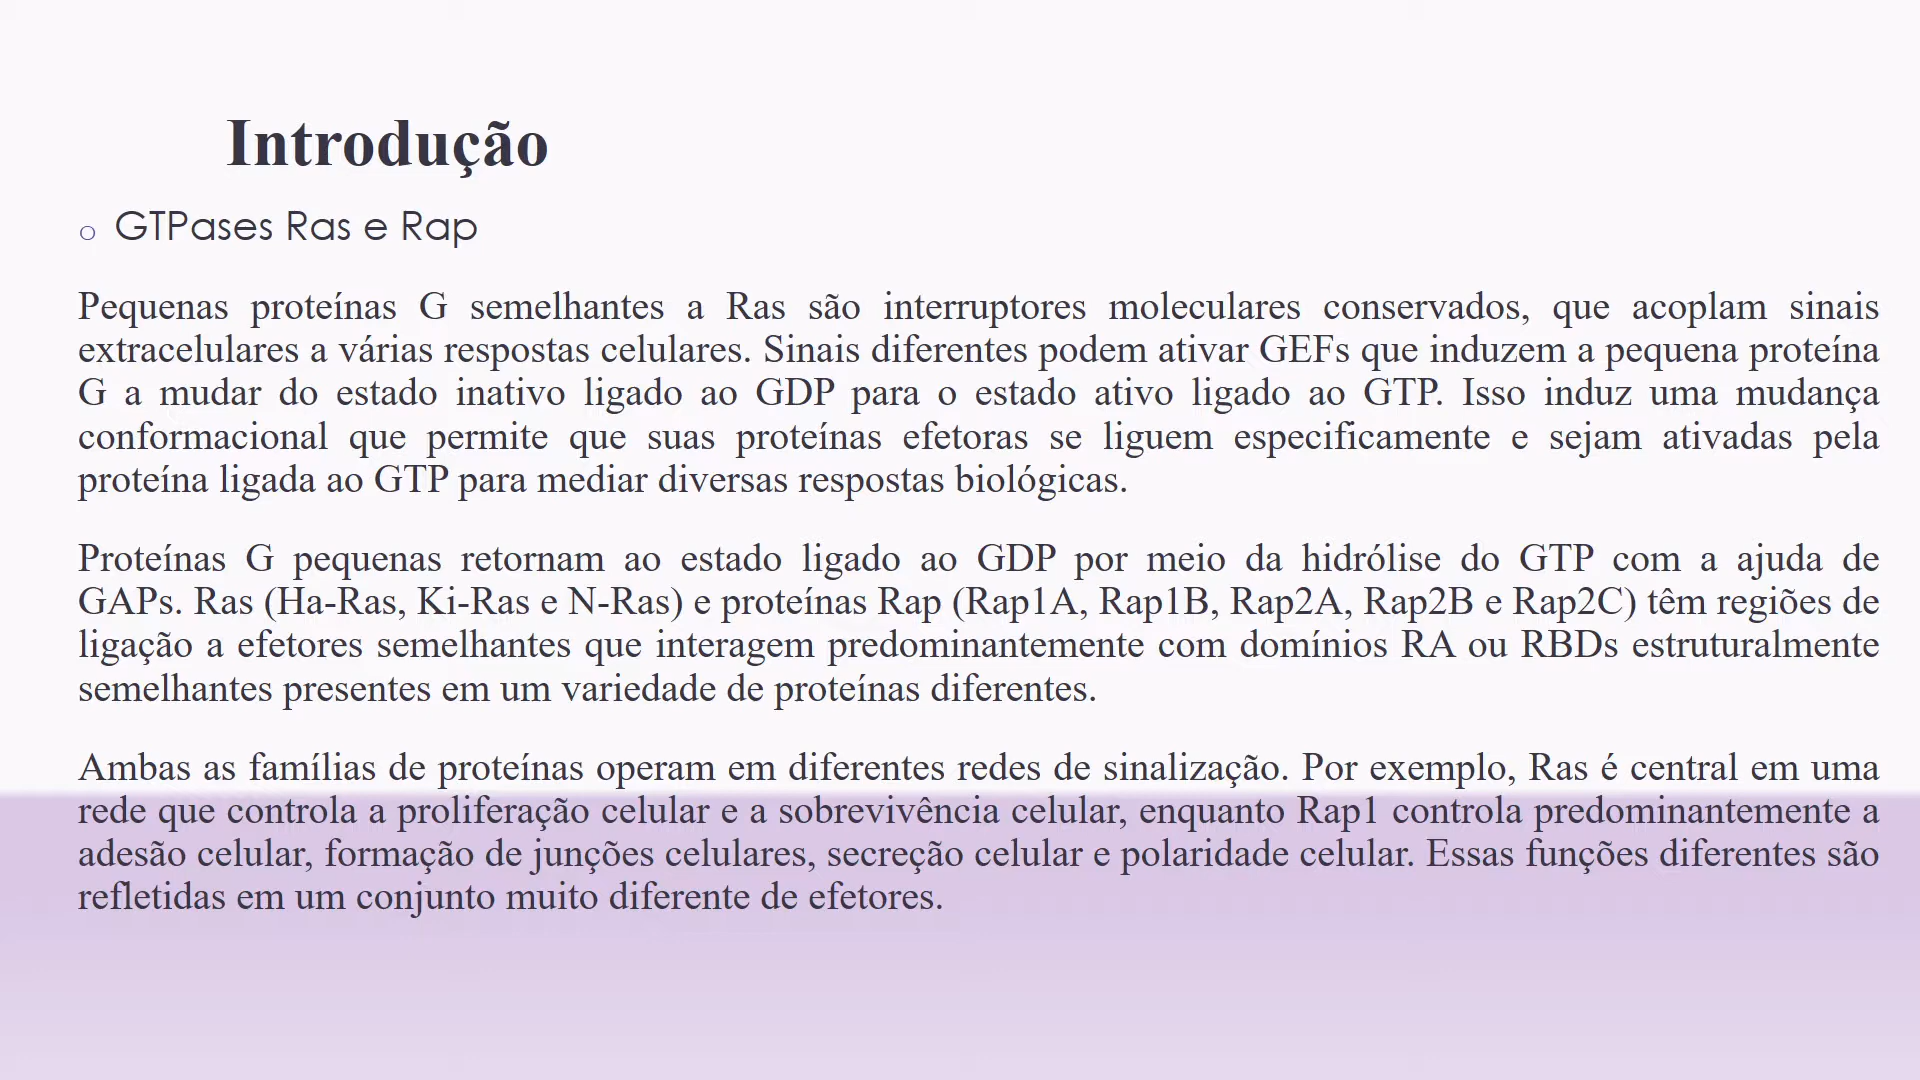 Introdução
o GTPases Ras e Rap
Pequenas proteínas G semelhantes a Ras são interruptores moleculares conservados, que acoplam sinais
extracelulares a várias respostas celulares. Sinais diferentes podem ativar GEFs que induzem a pequena proteína
G a mudar do estado inativo ligado ao GDP para o estado ativo ligado ao GTP. Isso induz uma mudança
conformacional que permite que suas proteínas efetoras se liguem especificamente e sejam ativadas pela
proteína ligada ao GTP para mediar diversas respostas biológicas.
Proteínas G pequenas retornam ao estado ligado ao GDP por meio da hidrólise do GTP com a ajuda de
GAPs. Ras (Ha-Ras, Ki-Ras e N-Ras) e proteínas Rap (Rap1A, Rap1B, Rap2A, Rap2B e Rap2C) têm regiões de
ligação a efetores semelhantes que interagem predominantemente com domínios RA ou RBDs estruturalmente
semelhantes presentes em um variedade de proteínas diferentes.
Ambas as famílias de proteínas operam em diferentes redes de sinalização. Por exemplo, Ras é central em uma
rede que controla a proliferação celular e a sobrevivência celular, enquanto Rap1 controla predominantemente a
adesão celular, formação de junções celulares, secreção celular e polaridade celular. Essas funções diferentes são
refletidas em um conjunto muito diferente de efetores.